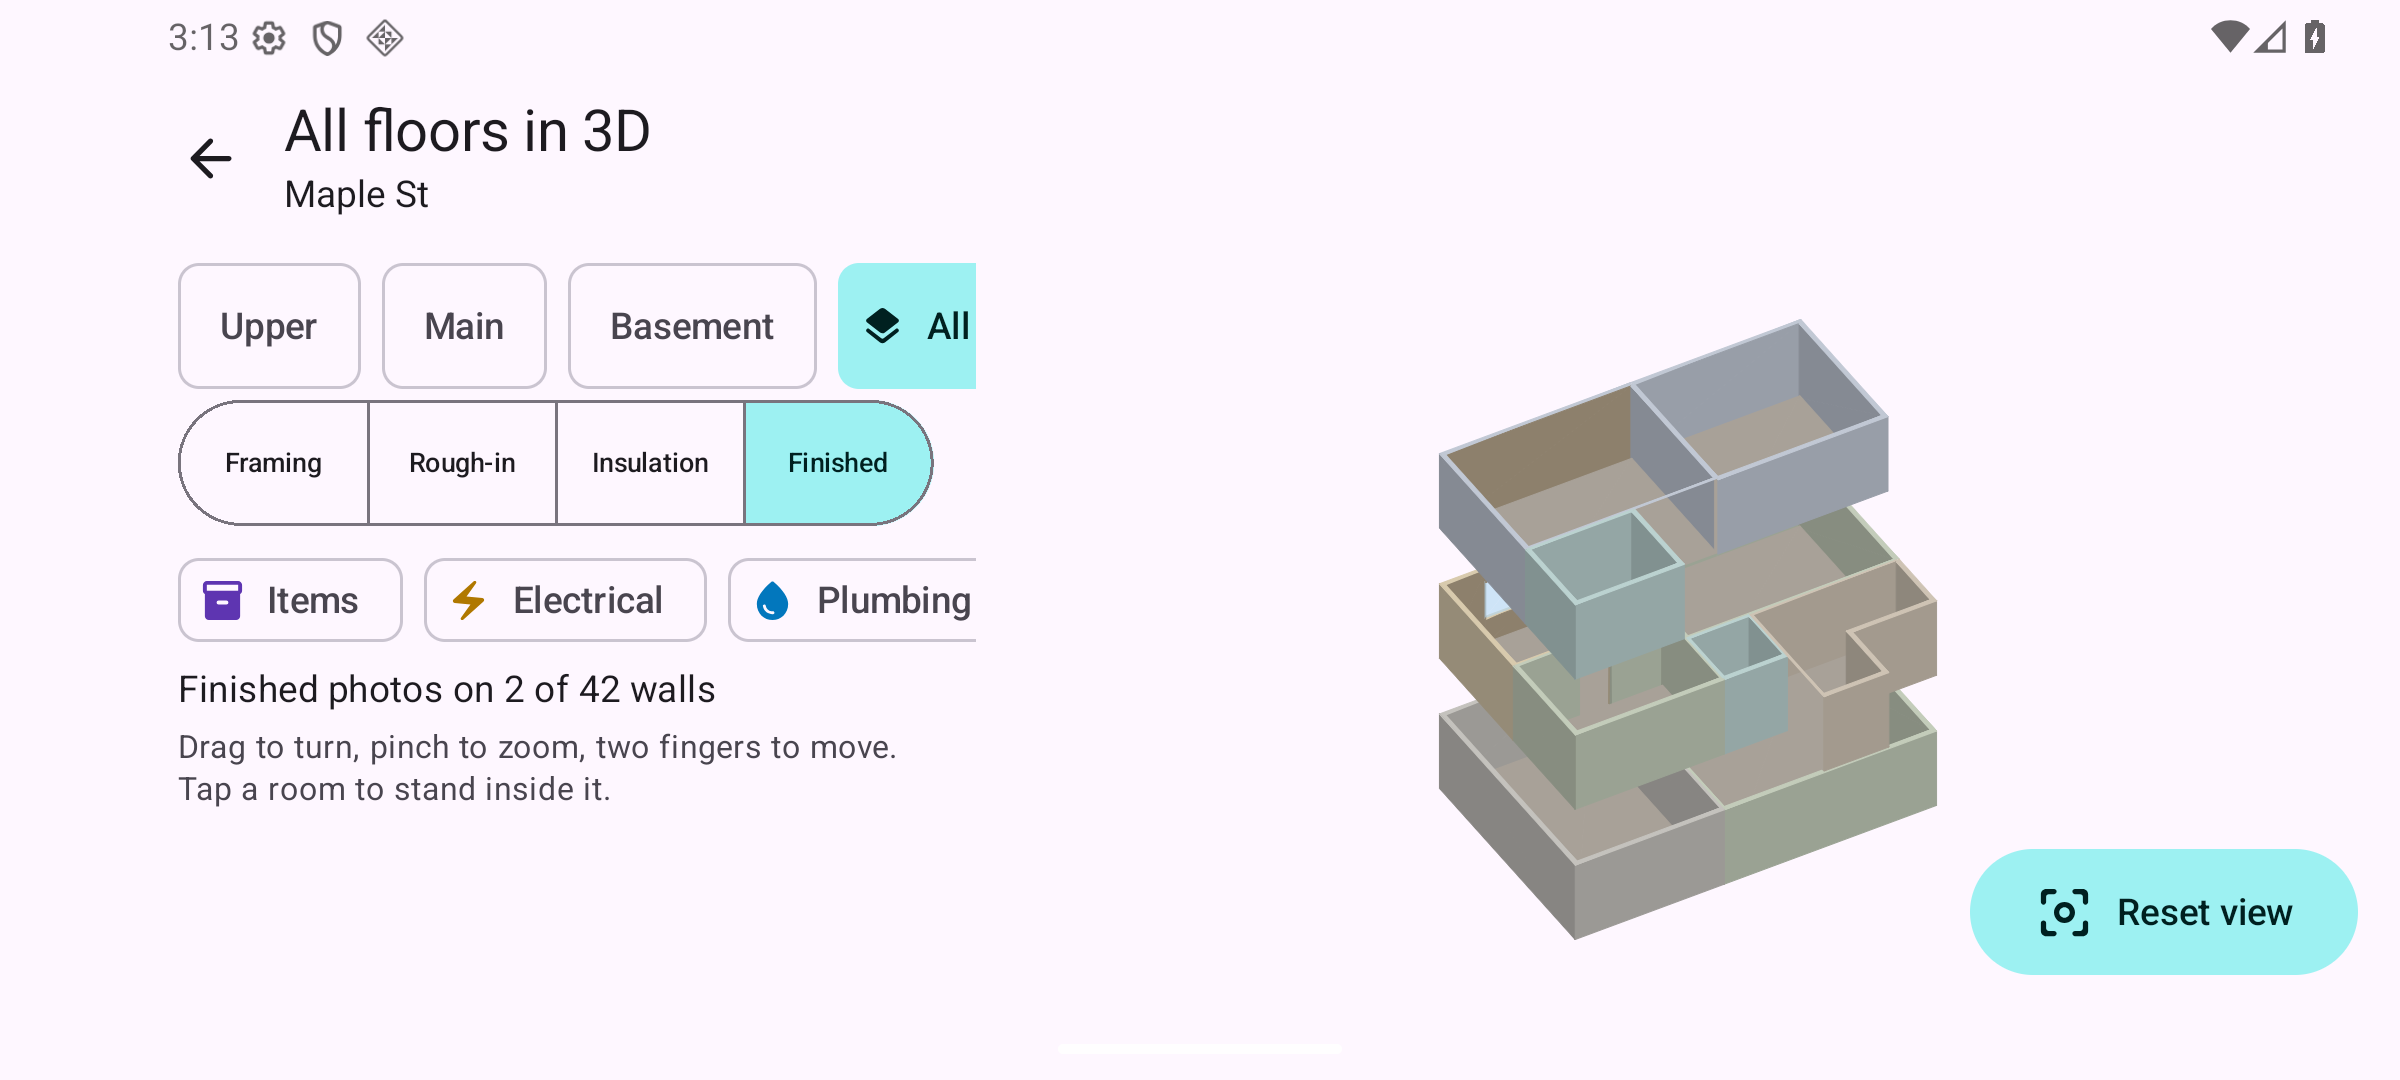 3:13
All floors in 3D
Maple St
Upper Main Basement All
Framing Rough-in Insulation Finished
Items Electrical Plumbing
Finished photos on 2 of 42 walls
Drag to turn, pinch to zoom, two fingers to move.
Tap a room to stand inside it.
Reset view